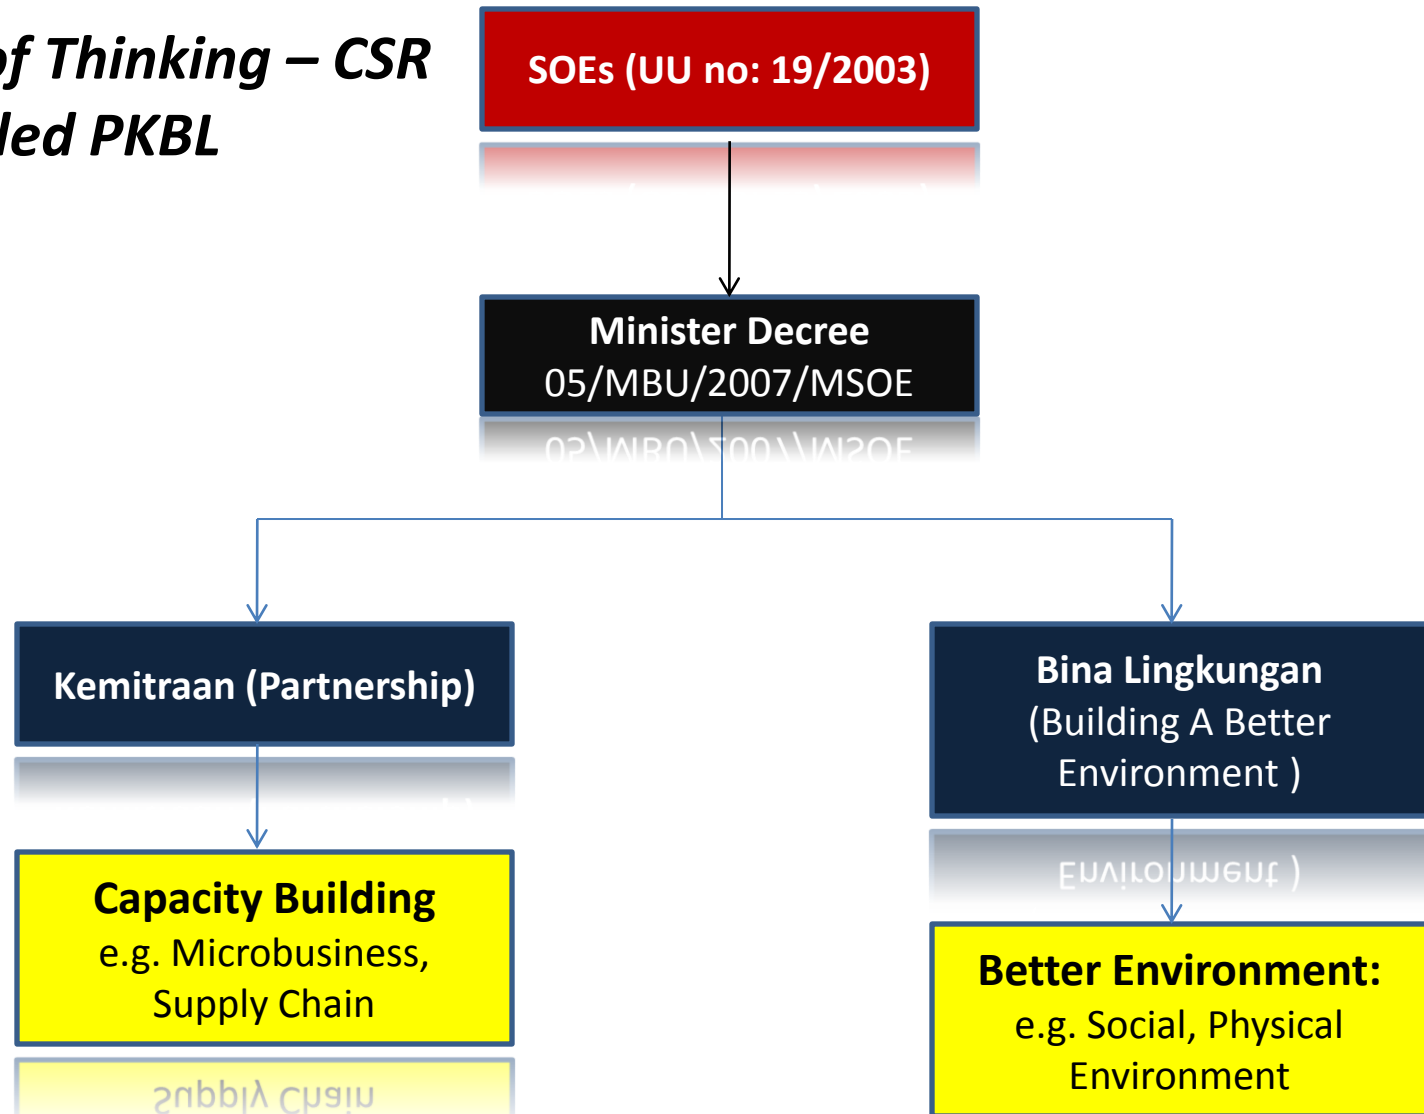 of Thinking – CSR
PKBL
SOEs (UU no: 19/2003)
Minister Decree
05/MBU/2007/MSOE
Kemitraan (Partnership)
Bina Lingkungan
(Building A Better
Environment )
Capacity Building
e.g. Microbusiness,
Supply Chain
Better Environment:
e.g. Social, Physical
Environment